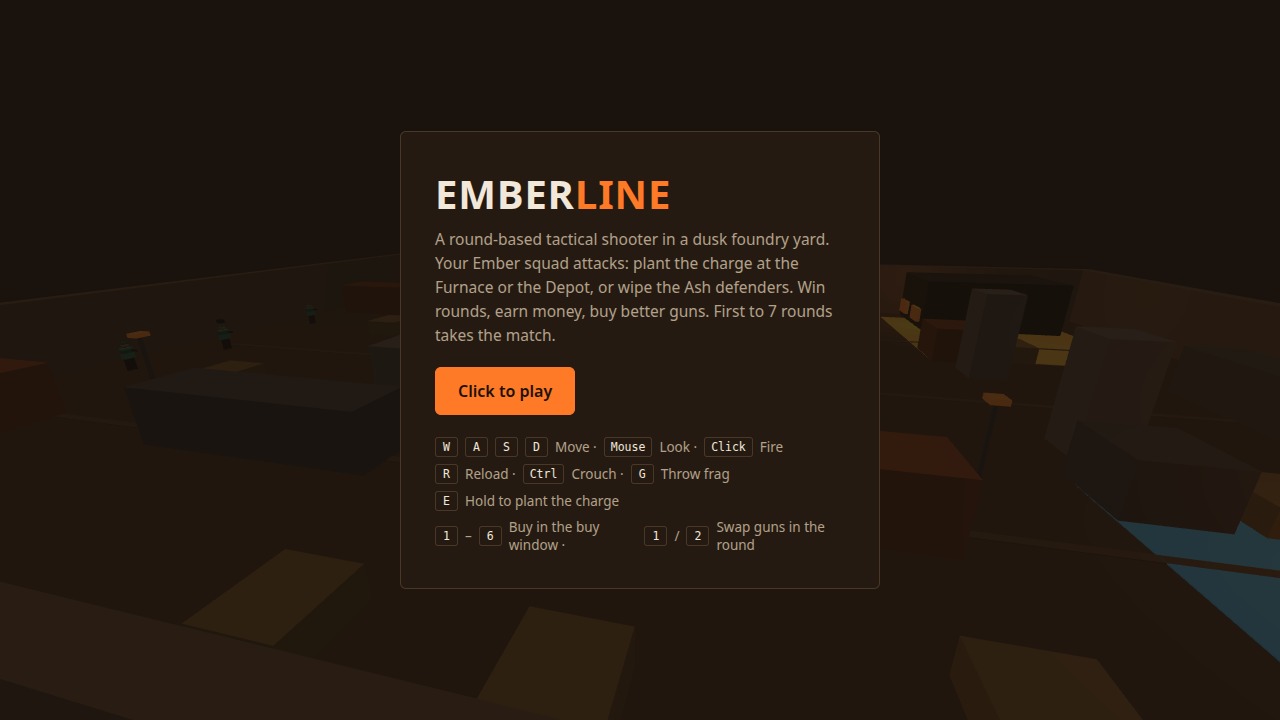 EMBERLINE
A round-based tactical shooter in a dusk foundry yard.
Your Ember squad attacks: plant the charge at the
Furnace or the Depot, or wipe the Ash defenders. Win
rounds, earn money, buy better guns. First to 7 rounds
takes the match.
Click to play
W A S D Move · Mouse Look · Click Fire
R Reload · Ctrl Crouch · G Throw frag
E Hold to plant the charge
1 – 6 Buy in the buy window · 1 / 2 Swap guns in the round